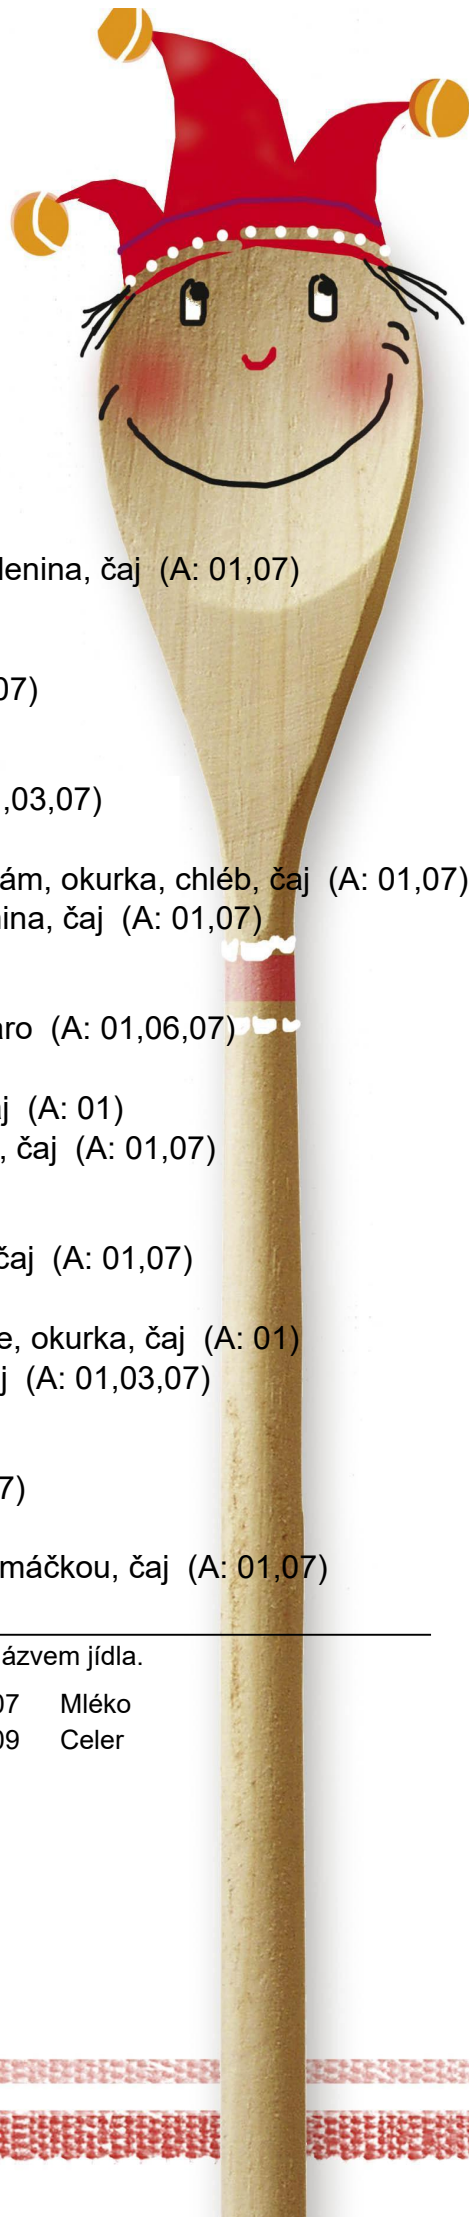 lenina, čaj (A: 01,07)
07)
,03,07)
ám, okurka, chléb, čaj (A: 01,07)
nina, čaj (A: 01,07)
aro (A: 01,06,07)
j (A: 01)
, čaj (A: 01,07)
čaj (A: 01,07)
e, okurka, čaj (A: 01)
j (A: 01,03,07)
7)
máčkou, čaj (A: 01,07)
ázvem jídla.
07 Mléko
09 Celer